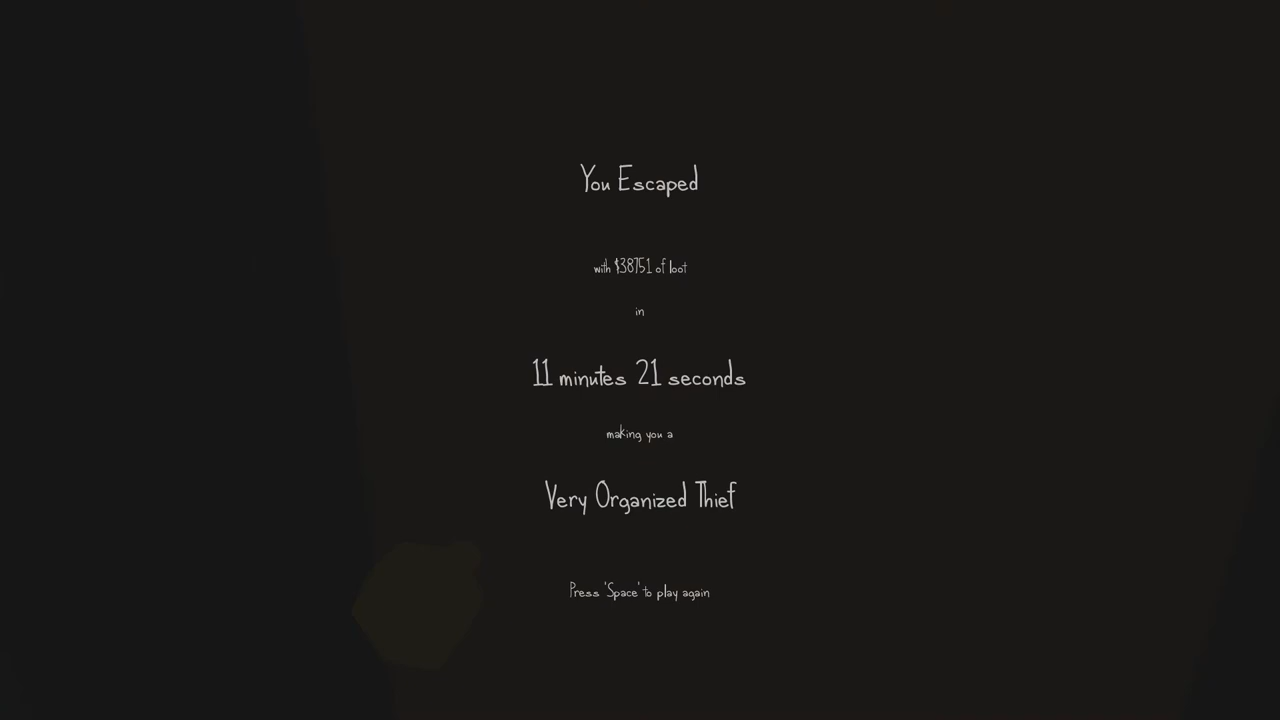 You Escaped
with $38751 of loot
in
11 minutes 21 seconds
making you a
Very Organized Thief
Press 'Space' to play again